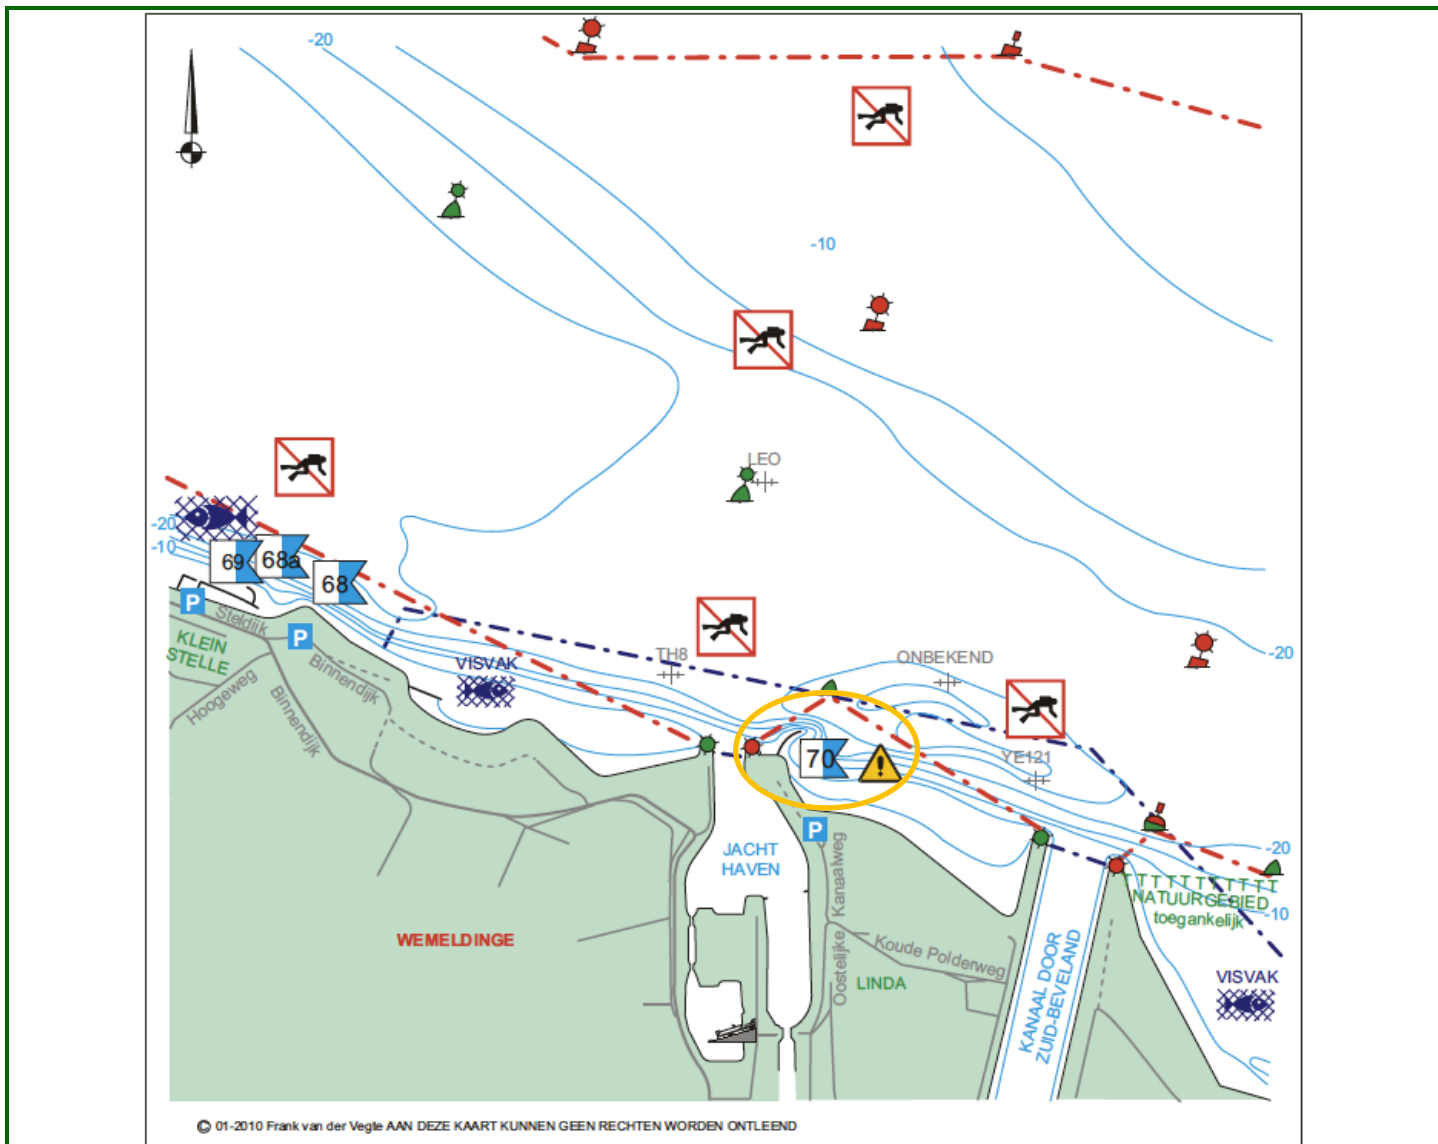 -20
-10
LEO
-20
-10
69
68a
68
P
Steldijk
P
KLEIN
STELLE
Binnendijk
Hoogeweg
Binnendijk
VISVAK
TH8
ONBEKEND
-20
70
!
YE121
P
JACHT
HAVEN
-20
TTTTTTTTTTTT
NATUURGEBIED
-10
toegankelijk
WEMELDINGE
Oostelijke Kanaalweg
Koude Polderweg
LINDA
KANAAL DOOR
ZUID-BEVELAND
VISVAK
© 01-2010 Frank van der Vegte AAN DEZE KAART KUNNEN GEEN RECHTEN WORDEN ONTLEEND